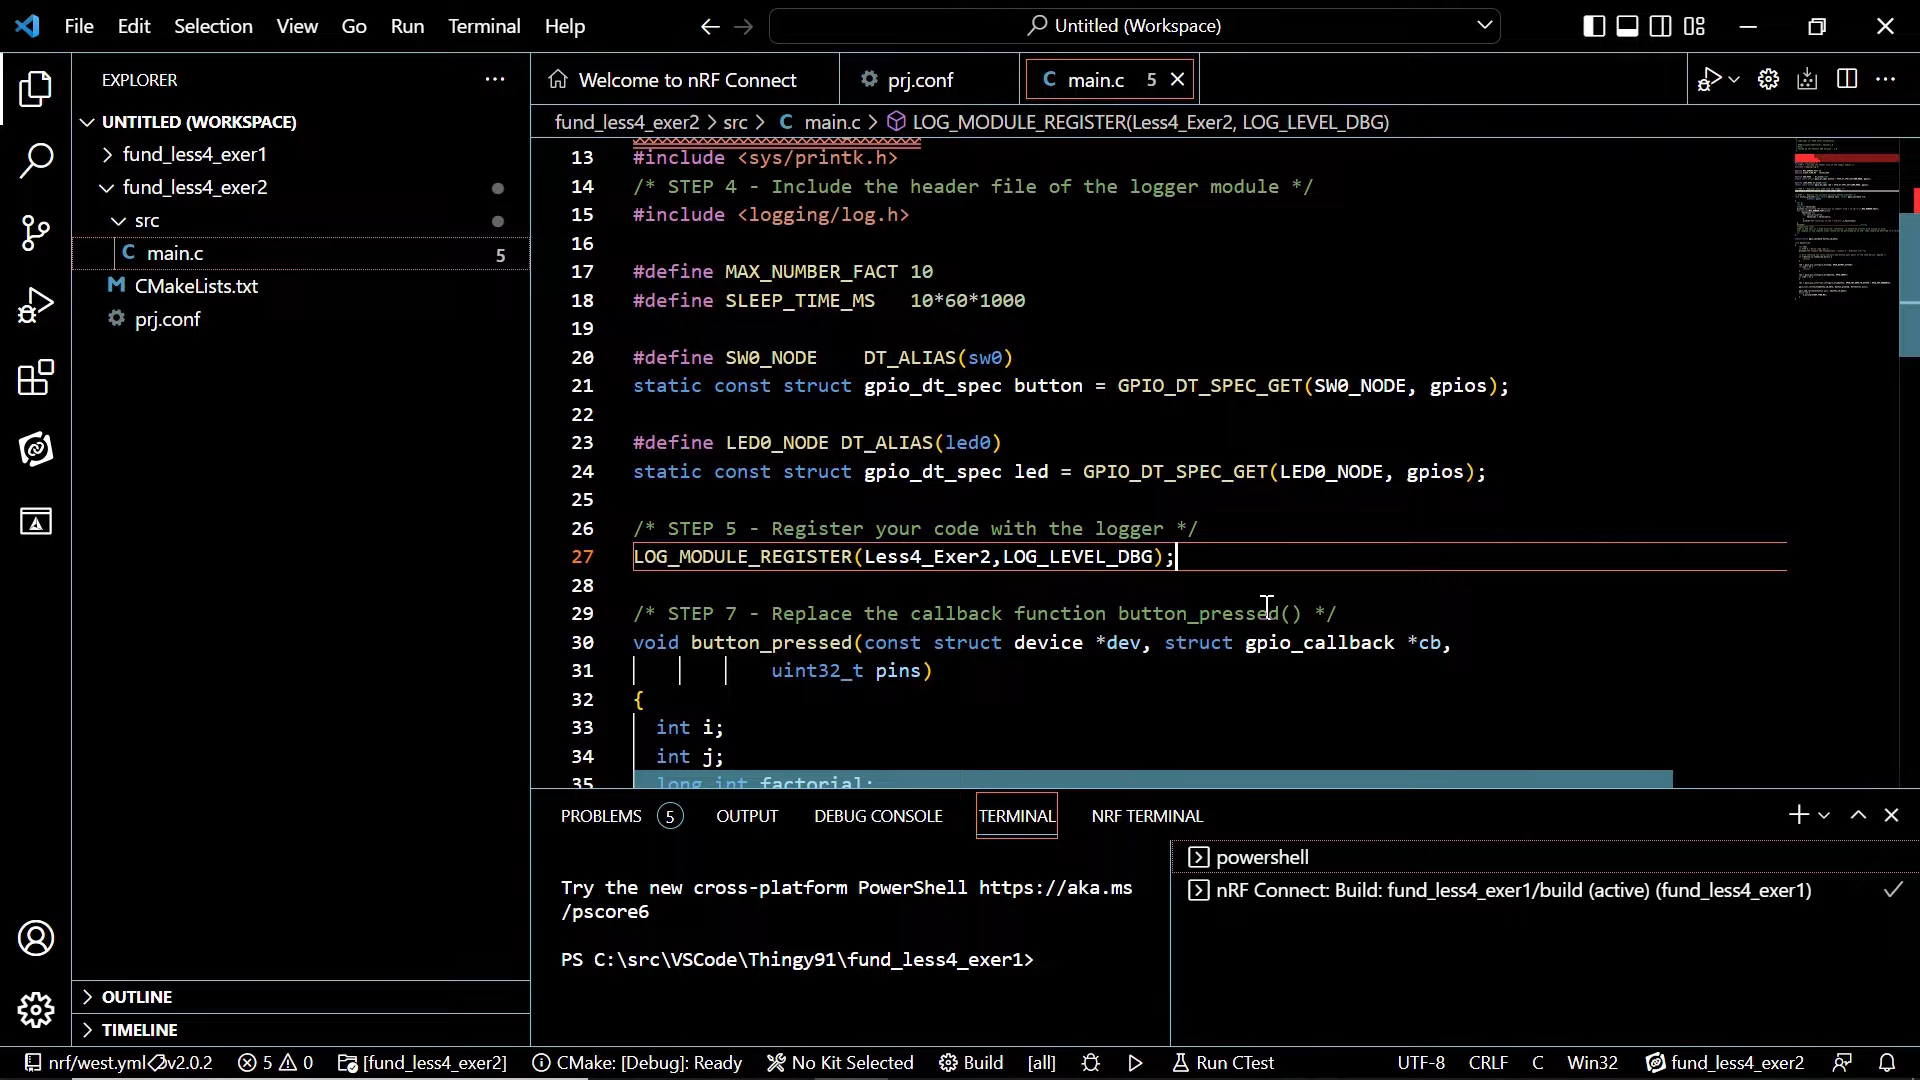 File Edit Selection View Go Run Terminal Help
Untitled (Workspace)
EXPLORER
UNTITLED (WORKSPACE)
fund_less4_exer1
fund_less4_exer2
src
C main.c 5
M CMakeLists.txt
prj.conf
OUTLINE
TIMELINE
Welcome to nRF Connect
prj.conf
C main.c 5
fund_less4_exer2 > src > C main.c > LOG_MODULE_REGISTER(Less4_Exer2, LOG_LEVEL_DBG)
13 #include <sys/printk.h>
14 /* STEP 4 - Include the header file of the logger module */
15 #include <logging/log.h>
16
17 #define MAX_NUMBER_FACT 10
18 #define SLEEP_TIME_MS   10*60*1000
19
20 #define SW0_NODE    DT_ALIAS(sw0)
21 static const struct gpio_dt_spec button = GPIO_DT_SPEC_GET(SW0_NODE, gpios);
22
23 #define LED0_NODE DT_ALIAS(led0)
24 static const struct gpio_dt_spec led = GPIO_DT_SPEC_GET(LED0_NODE, gpios);
25
26 /* STEP 5 - Register your code with the logger */
27 LOG_MODULE_REGISTER(Less4_Exer2,LOG_LEVEL_DBG);
28
29 /* STEP 7 - Replace the callback function button_pressed() */
30 void button_pressed(const struct device *dev, struct gpio_callback *cb,
31             uint32_t pins)
32 {
33   int i;
34   int j;
35   long int factorial;
PROBLEMS 5 OUTPUT DEBUG CONSOLE TERMINAL NRF TERMINAL
Try the new cross-platform PowerShell https://aka.ms
/pscore6
PS C:\src\VSCode\Thingy91\fund_less4_exer1>
powershell
nRF Connect: Build: fund_less4_exer1/build (active) (fund_less4_exer1)
nrf/west.yml v2.0.2 5 0 [fund_less4_exer2] CMake: [Debug]: Ready No Kit Selected Build [all] Run CTest UTF-8 CRLF C Win32 fund_less4_exer2